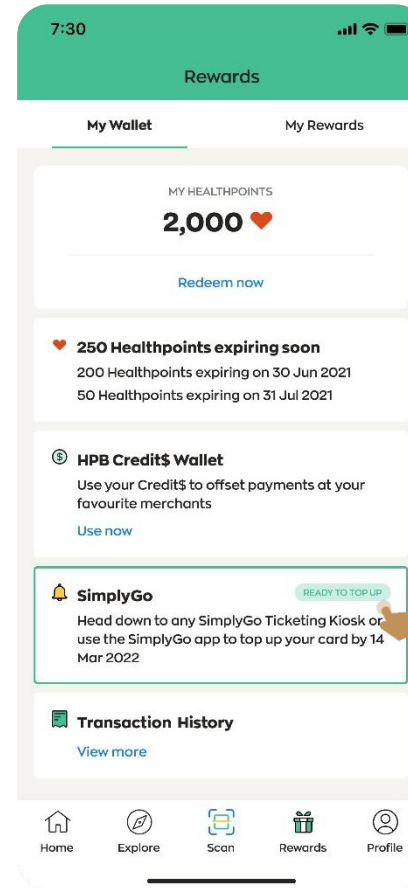 7:30
Rewards
My Wallet
My Rewards
MY HEALTHPOINTS
2,000
Redeem now
250 Healthpoints expiring soon
200 Healthpoints expiring on 30 Jun 2021
50 Healthpoints expiring on 31 Jul 2021
HPB Credit$ Wallet
Use your Credit$ to offset payments at your
favourite merchants
Use now
SimplyGo
READY TO TOP UP
Head down to any SimplyGo Ticketing Kiosk or
use the SimplyGo app to top up your card by 14
Mar 2022
Transaction History
View more
Home
Explore
Scan
Rewards
Profile